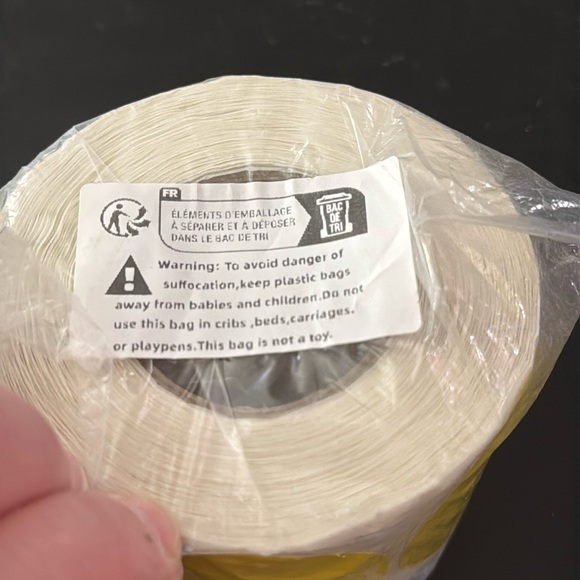 FR
ÉLÉMENTS D'EMBALLAGE
À SÉPARER ET À DÉPOSER
DANS LE BAC DE TRI
BAC
DE
TRI
Warning: To avoid danger of
suffocation,keep plastic bags
away from babies and children.Do not
use this bag in cribs ,beds,carriages.
or playpens.This bag is not a toy.